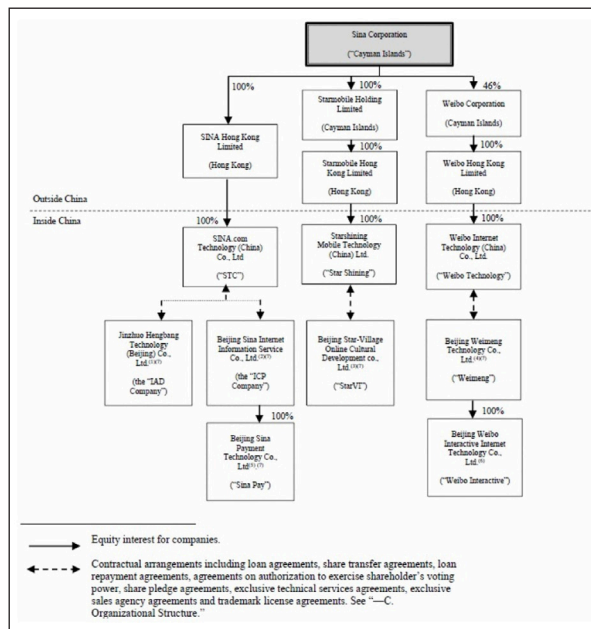 Sina Corporation
("Cayman Islands")
100%
100%
46%
SINA Hong Kong
Limited
(Hong Kong)
Starmobile Holding
Limited
(Cayman Islands)
Weibo Corporation
(Cayman Islands)
100%
100%
Starmobile Hong
Kong Limited
(Hong Kong)
Weibo Hong Kong
Limited
(Hong Kong)
Outside China
Inside China
100%
100%
100%
SINA.com
Technology (China)
Co., Ltd
("STC")
Starshining
Mobile Technology
(China) Ltd.
("Star Shining")
Weibo Internet
Technology (China)
Co., Ltd.
("Weibo Technology")
Jinzhuo Hengbang
Technology
(Beijing) Co.,
Ltd.(1)(7)
the "IAD
Company")
Beijing Sina Internet
Information Service
Co., Ltd.(2)(7)
(the "ICP
Company")
Beijing Star-Village
Online Cultural
Development co.,
Ltd.(3)(7)
("StarVI")
Beijing Weimeng
Technology Co.,
Ltd.(4)(7)
("Weimeng")
100%
100%
Beijing Sina
Payment
Technology Co.,
Ltd(5),(7)
("Sina Pay")
Beijing Weibo
Interactive Internet
Technology Co.,
Ltd.(6)
("Weibo Interactive")
Equity interest for companies.
Contractual arrangements including loan agreements, share transfer agreements, loan
repayment agreements, agreements on authorization to exercise shareholder's voting
power, share pledge agreements, exclusive technical services agreements, exclusive
sales agency agreements and trademark license agreements. See "—C.
Organizational Structure."